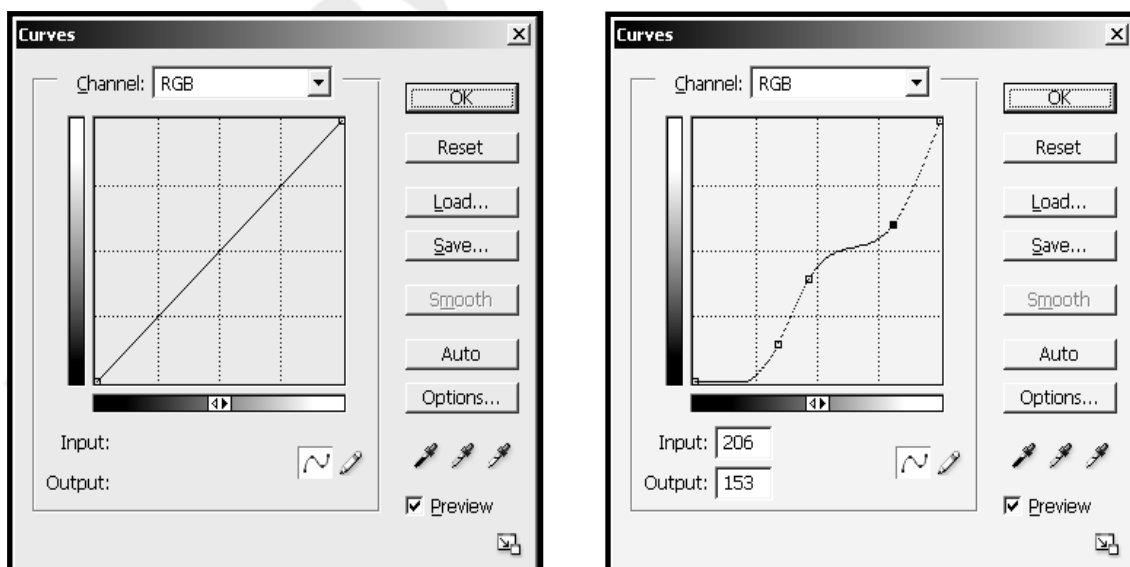 Curves
Channel: RGB
OK
Reset
Load...
Save...
Smooth
Auto
Options...
Input:
Output:
Preview
Curves
Channel: RGB
OK
Reset
Load...
Save...
Smooth
Auto
Options...
Input: 206
Output: 153
Preview